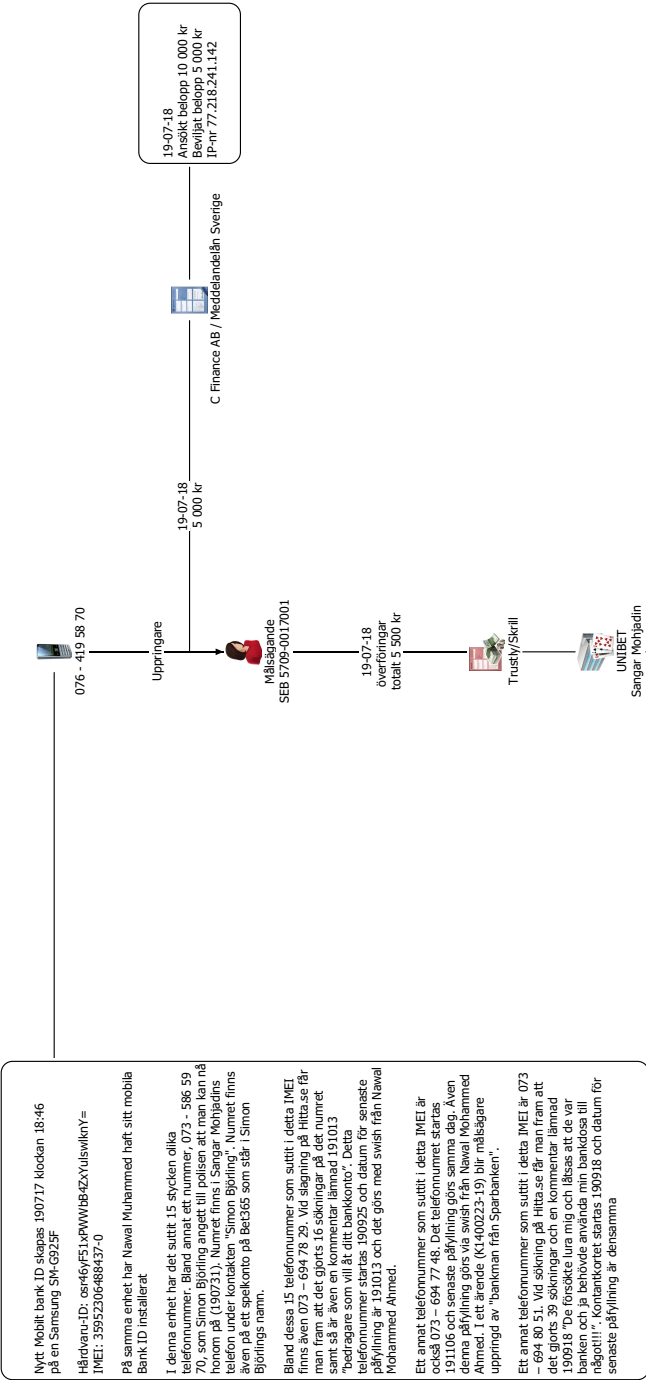 Nytt Mobilt bank ID skapas 190717 klockan 18:46
på en Samsung SM-G925F
Hårdvaru-ID: osr46yF51xPWWbB4ZxYulswlknY=
IMEI: 35952306488437-0
På samma enhet har Nawal Muhammed haft sitt mobila
Bank ID installerat
I denna enhet har det suttit 15 stycken olika
telefonnummer. Bland annat ett nummer, 073 - 586 59
70, som Simon Björling angett till polisen att man kan nå
honom på (190731). Numret finns i Sangar Mohjadins
telefon under kontakten "Simon Björling". Numret finns
även på ett spelkonto på Bet365 som står i Simon
Björlings namn.
Bland dessa 15 telefonnummer som suttit i detta IMEI
finns även 073 – 694 78 29. Vid slagning på Hitta.se får
man fram att det gjorts 16 sökningar på det numret
samt så är även en kommentar lämnad 191013
"bedragare som vill åt ditt bankkonto". Detta
telefonnummer startas 190925 och datum för senaste
påfyllning är 191013 och det görs med swish från Nawal
Mohammed Ahmed.
Ett annat telefonnummer som suttit i detta IMEI är
också 073 – 694 77 48. Det telefonnumret startas
191106 och senaste påfyllning görs samma dag. Även
denna påfyllning görs via swish från Nawal Mohammed
Ahmed. I ett ärende (K1400223-19) blir målsägare
uppringd av "bankman från Sparbanken".
Ett annat telefonnummer som suttit i detta IMEI är 073
– 694 80 51. Vid sökning på Hitta.se får man fram att
det gjorts 39 sökningar och en kommentar lämnad
190918 "De försökte lura mig och låtsas att de var
banken och ja behövde använda min bankdosa till
något!!!". Kontantkortet startas 190918 och datum för
senaste påfyllning är densamma
076 - 419 58 70
Uppringare
Målsägande
SEB 5709-0017001
19-07-18
överföringar
totalt 5 500 kr
Trustly/Skrill
UNIBET
Sangar Mohjadin
19-07-18
5 000 kr
C Finance AB / Meddelandelån Sverige
19-07-18
Ansökt belopp 10 000 kr
Beviljat belopp 5 000 kr
IP-nr 77.218.241.142